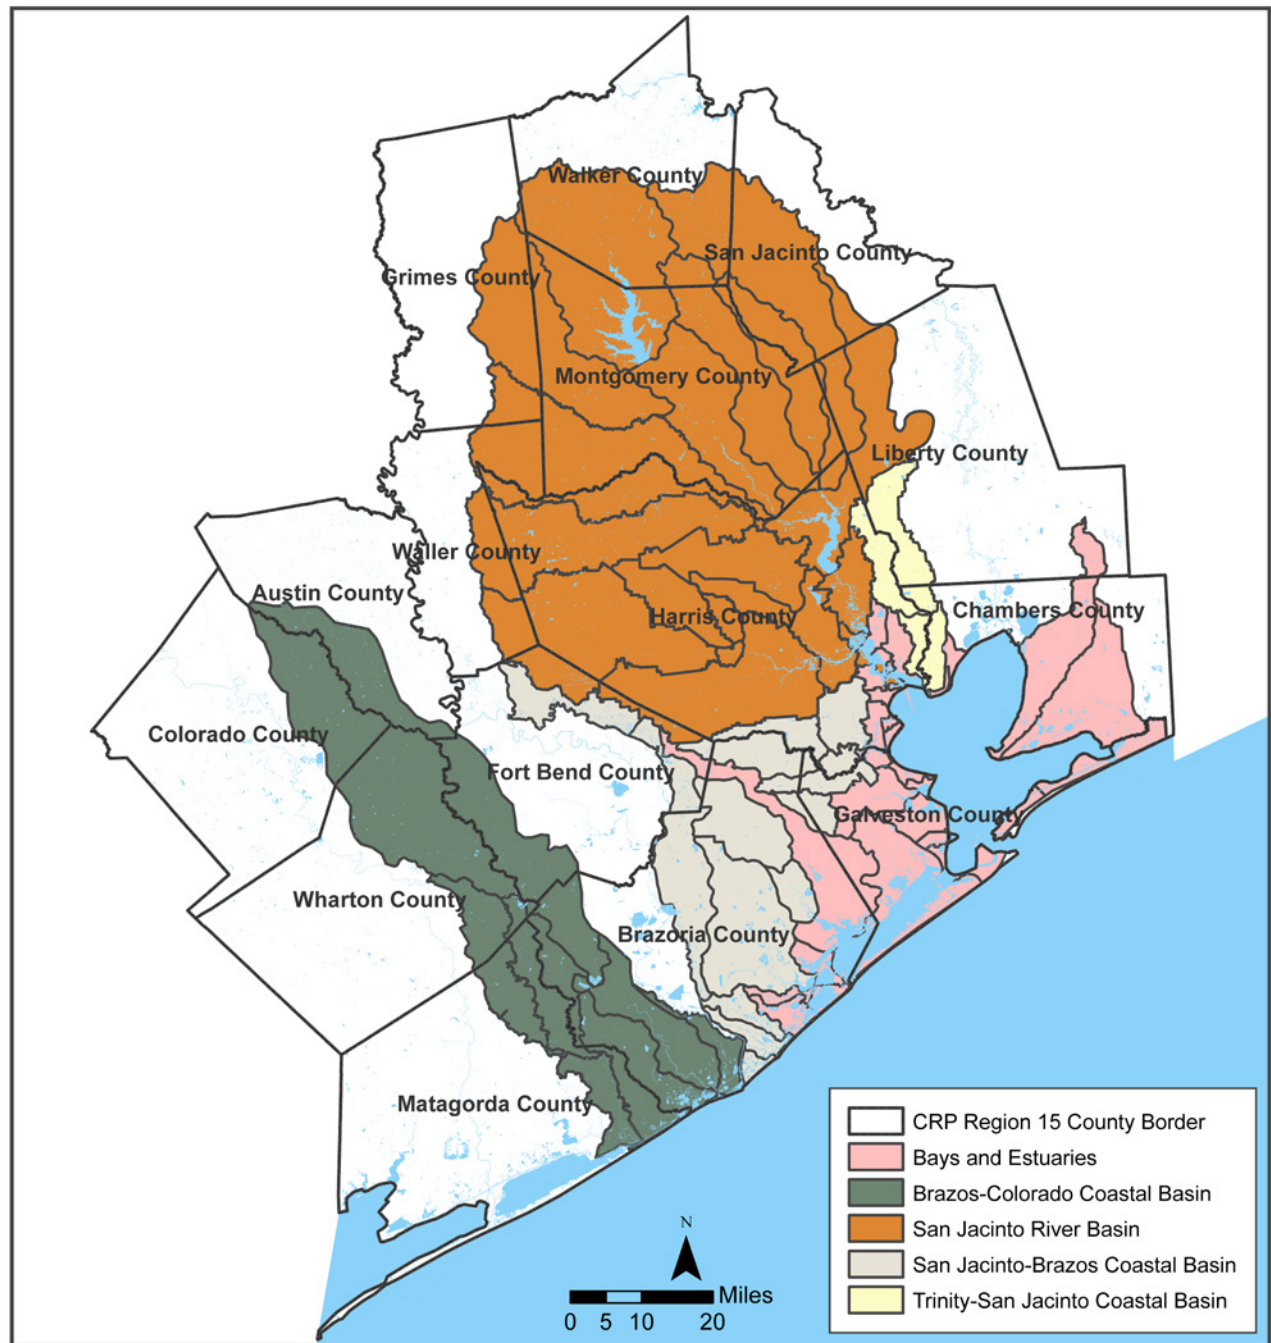 Walker County
San Jacinto County
Grimes County
Montgomery County
Liberty County
Waller County
Austin County
Harris County
Chambers County
Colorado County
Fort Bend County
Galveston County
Wharton County
Brazoria County
Matagorda County
CRP Region 15 County Border
Bays and Estuaries
Brazos-Colorado Coastal Basin
San Jacinto River Basin
San Jacinto-Brazos Coastal Basin
Trinity-San Jacinto Coastal Basin
N
Miles
0 5 10 20